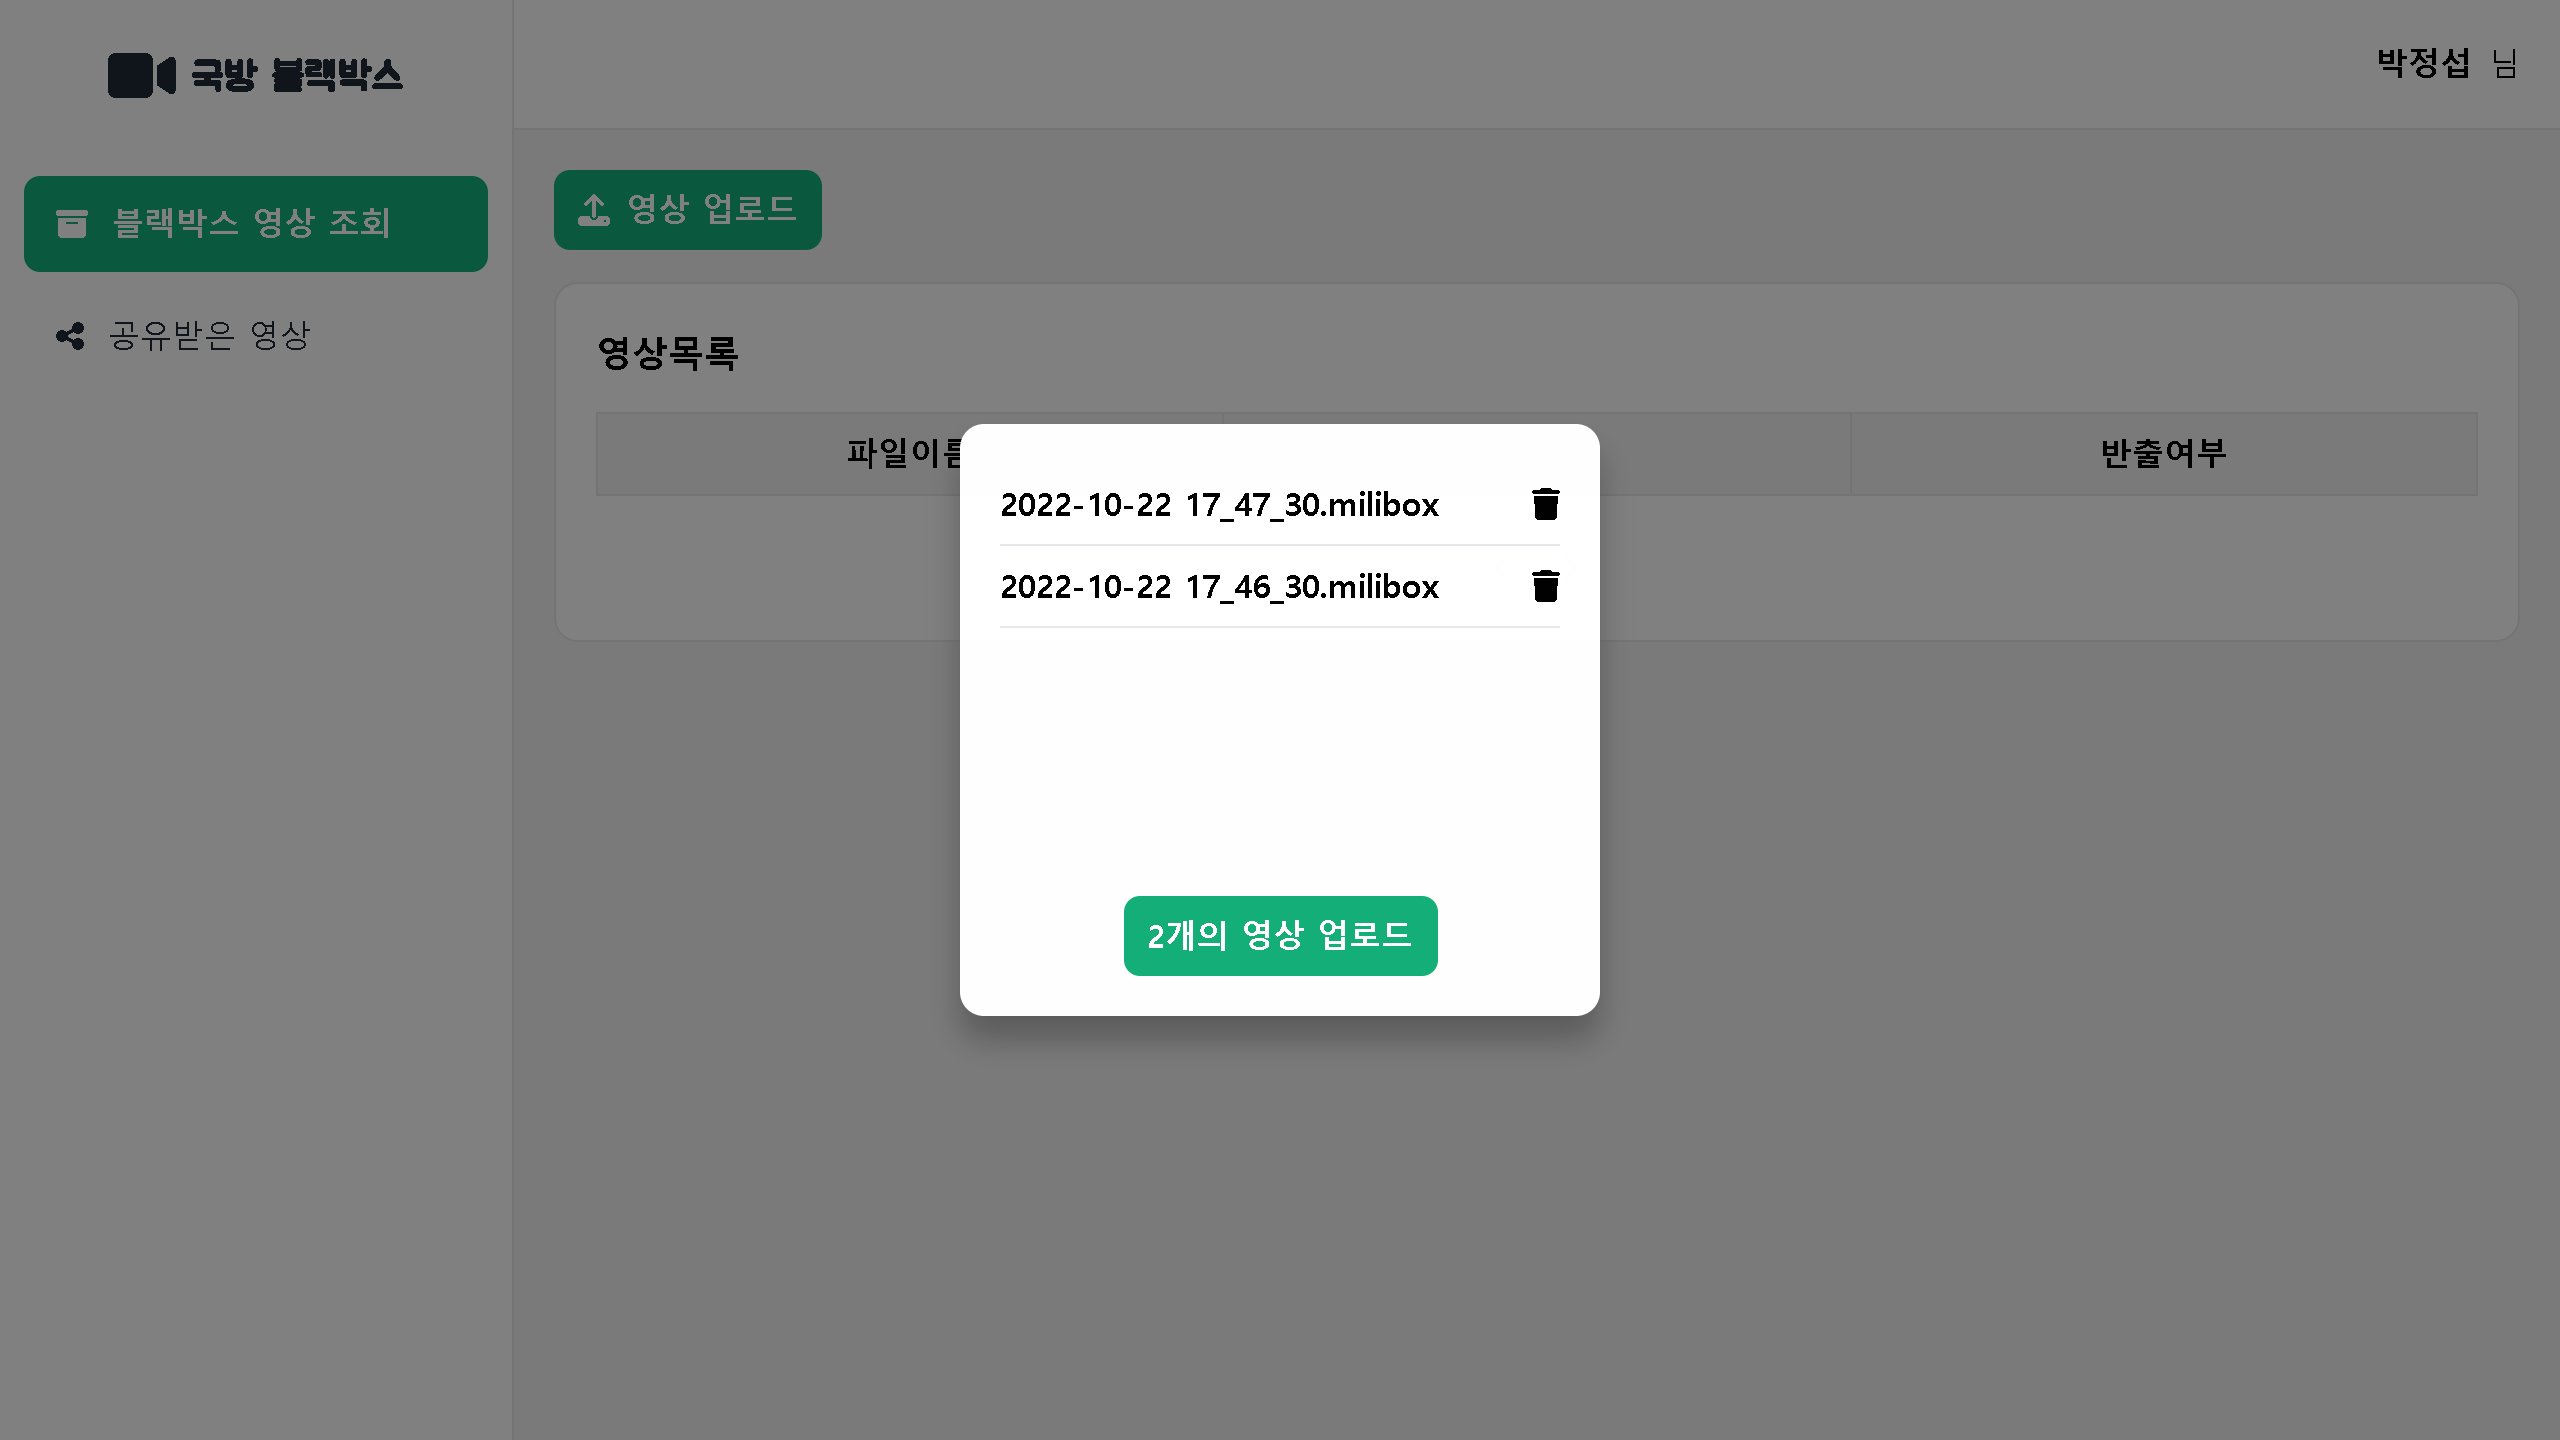 국방 블랙박스
박정섭 님
블랙박스 영상 조회
공유받은 영상
영상 업로드
영상목록
파일이름
반출여부
2022-10-22 17_47_30.milibox
2022-10-22 17_46_30.milibox
2개의 영상 업로드